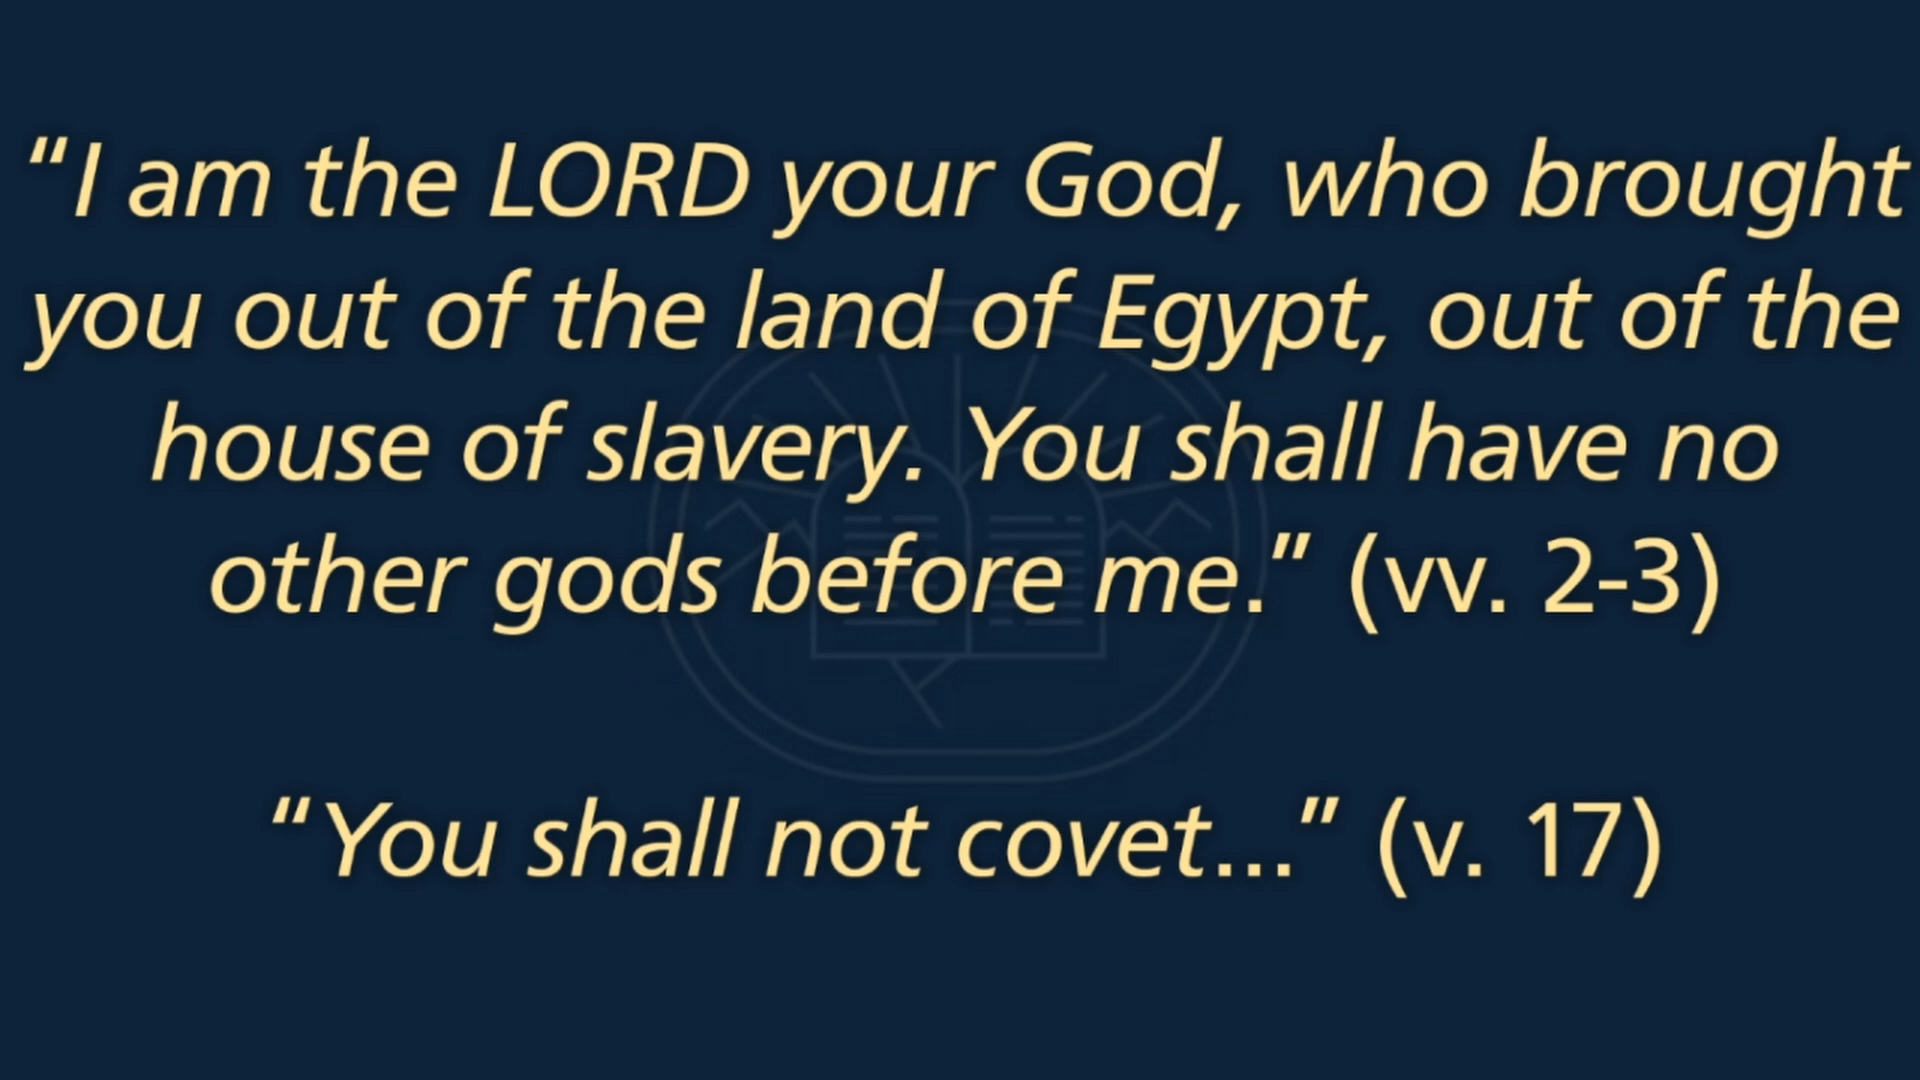 “I am the LORD your God, who brought
you out of the land of Egypt, out of the
house of slavery. You shall have no
other gods before me.” (vv. 2-3)
“You shall not covet...” (v. 17)